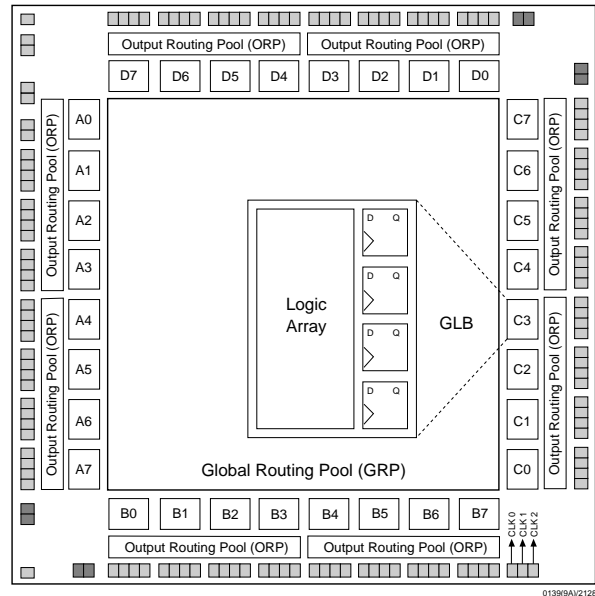 Output Routing Pool (ORP) Output Routing Pool (ORP)
D7 D6 D5 D4 D3 D2 D1 D0
Output Routing Pool (ORP)
Output Routing Pool (ORP)
A0
A1
A2
A3
A4
A5
A6
A7
Logic
Array
D Q
D Q
D Q
D Q
GLB
Global Routing Pool (GRP)
C7
C6
C5
C4
C3
C2
C1
C0
Output Routing Pool (ORP)
Output Routing Pool (ORP)
B0 B1 B2 B3 B4 B5 B6 B7
Output Routing Pool (ORP) Output Routing Pool (ORP)
CLK 0
CLK 1
CLK 2
0139(9A)/2128